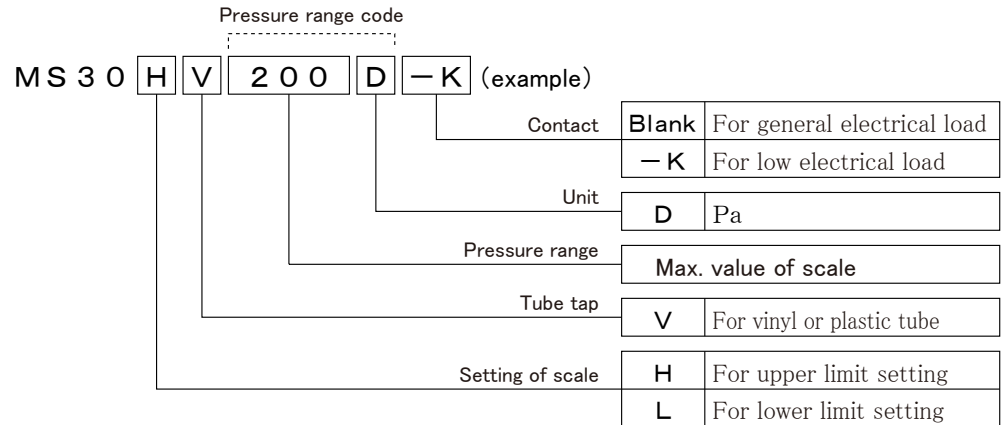 Pressure range code
MS30 H V 200 D －K (example)
Contact
Blank For general electrical load
－K For low electrical load
Unit
D Pa
Pressure range
Max. value of scale
Tube tap
V For vinyl or plastic tube
Setting of scale
H For upper limit setting
L For lower limit setting